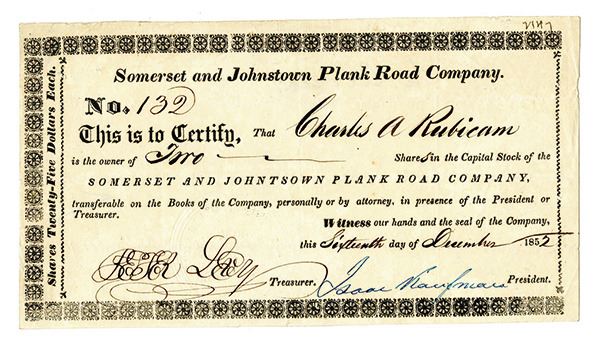 Somerset and Johnstown Plank Road Company.
No. 132
This is to Certify, That Charles A Rubicam
is the owner of Two Shares in the Capital Stock of the
SOMERSET AND JOHNTSOWN PLANK ROAD COMPANY,
transferable on the Books of the Company, personally or by attorney, in presence of the President or
Treasurer.
Witness our hands and the seal of the Company,
this Sixteenth day of December 1852
Treasurer. Isaac Kaufman President.
Shares Twenty-Five Dollars Each.